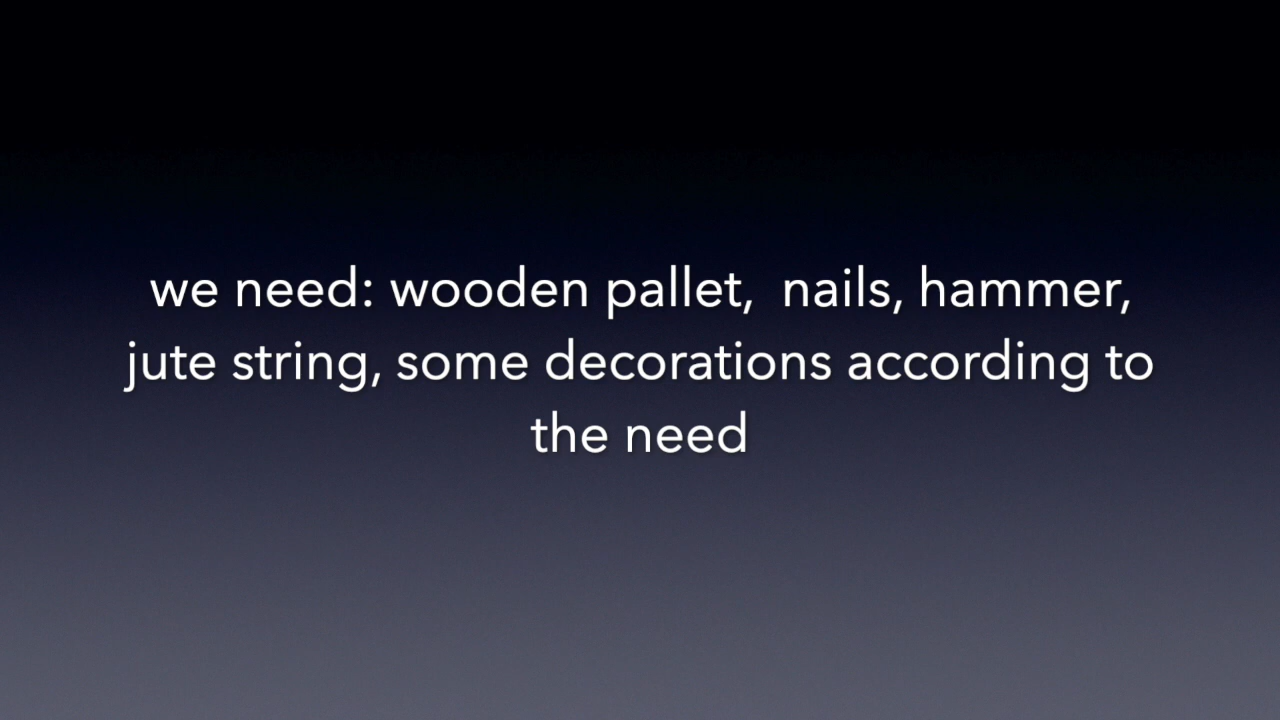 we need: wooden pallet,  nails, hammer,
jute string, some decorations according to
the need